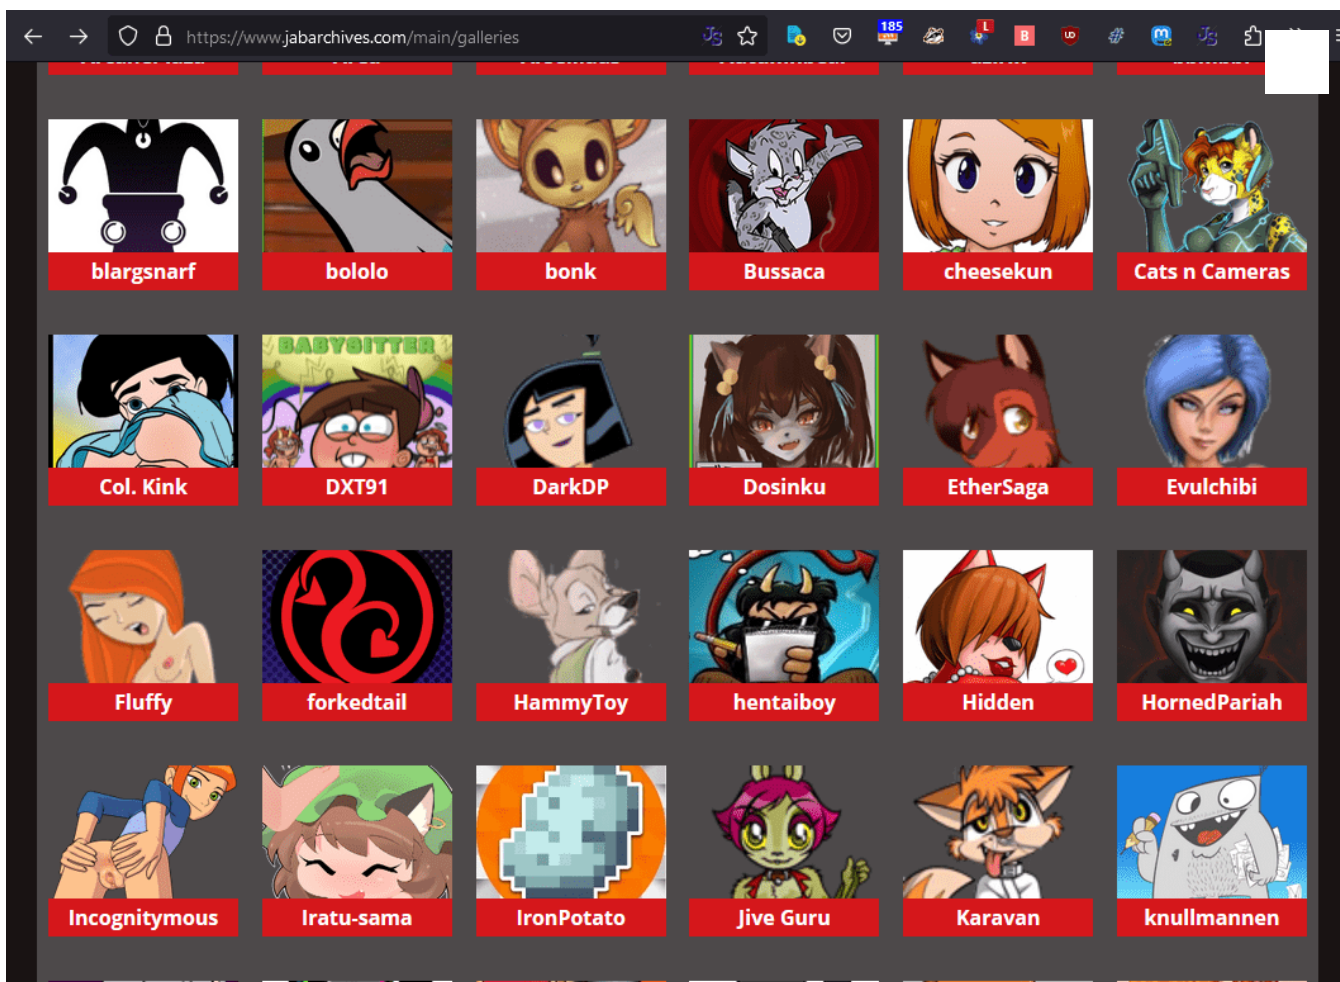 https://www.jabarchives.com/main/galleries
185
blargsnarf
bololo
bonk
Bussaca
cheesekun
Cats n Cameras
BABYSITTER
Col. Kink
DXT91
DarkDP
Dosinku
EtherSaga
Evulchibi
Fluffy
forkedtail
HammyToy
hentaiboy
Hidden
HornedPariah
Incognitymous
Iratu-sama
IronPotato
Jive Guru
Karavan
knullmannen